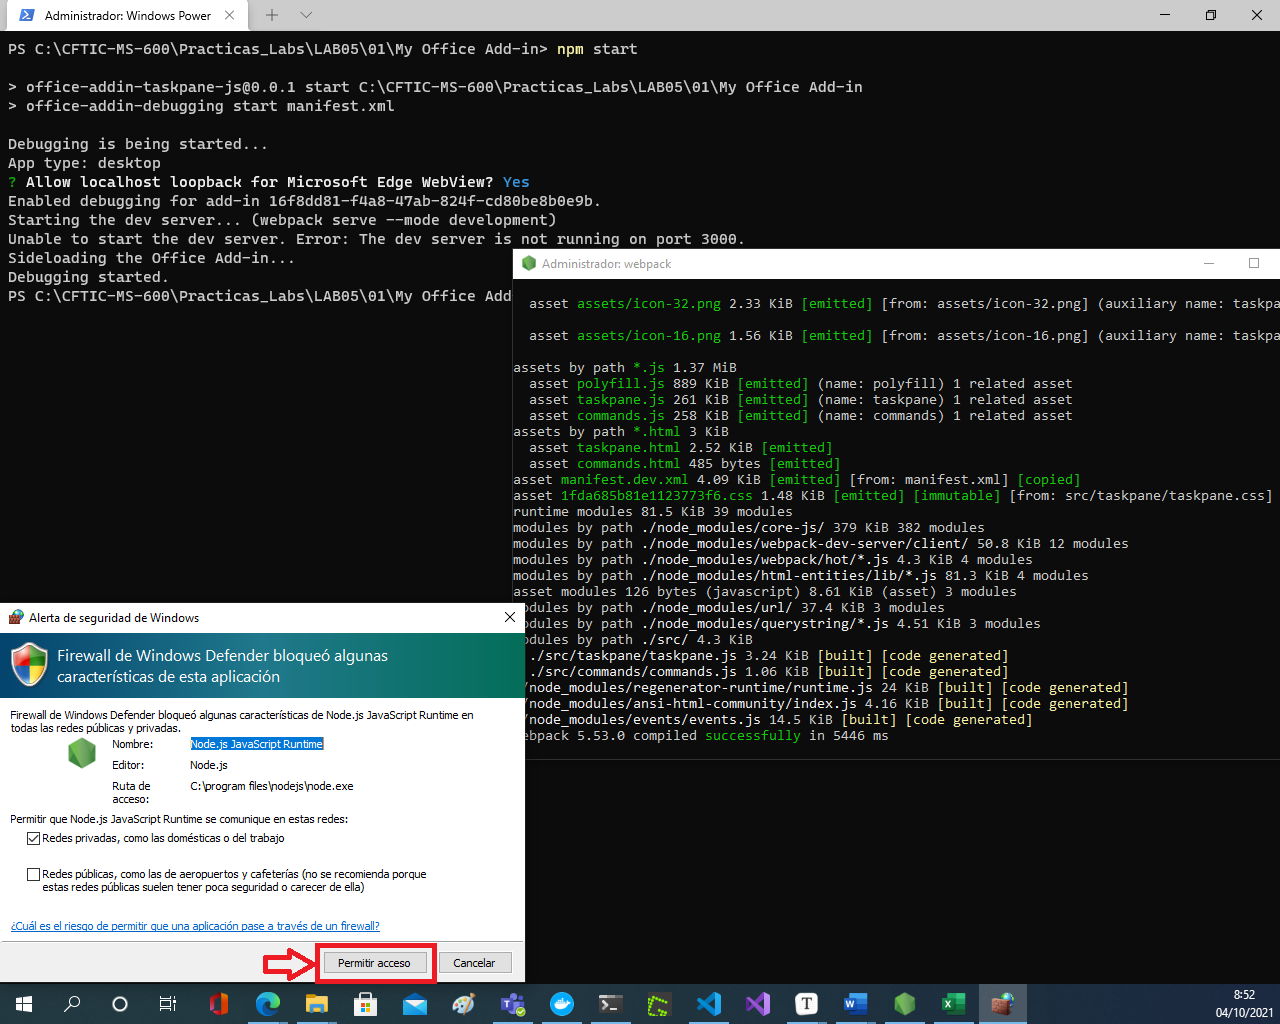 Administrador: Windows Power
PS C:\CFTIC-MS-600\Practicas_Labs\LAB05\01\My Office Add-in> npm start
> office-addin-taskpane-js@0.0.1 start C:\CFTIC-MS-600\Practicas_Labs\LAB05\01\My Office Add-in
> office-addin-debugging start manifest.xml
Debugging is being started...
App type: desktop
? Allow localhost loopback for Microsoft Edge WebView? Yes
Enabled debugging for add-in 16f8dd81-f4a8-47ab-824f-cd80be8b0e9b.
Starting the dev server... (webpack serve --mode development)
Unable to start the dev server. Error: The dev server is not running on port 3000.
Sideloading the Office Add-in...
Debugging started.
PS C:\CFTIC-MS-600\Practicas_Labs\LAB05\01\My Office Add
Administrador: webpack
asset assets/icon-32.png 2.33 KiB [emitted] [from: assets/icon-32.png] (auxiliary name: taskpa
asset assets/icon-16.png 1.56 KiB [emitted] [from: assets/icon-16.png] (auxiliary name: taskpa
assets by path *.js 1.37 MiB
asset polyfill.js 889 KiB [emitted] (name: polyfill) 1 related asset
asset taskpane.js 261 KiB [emitted] (name: taskpane) 1 related asset
asset commands.js 258 KiB [emitted] (name: commands) 1 related asset
assets by path *.html 3 KiB
asset taskpane.html 2.52 KiB [emitted]
asset commands.html 485 bytes [emitted]
asset manifest.dev.xml 4.09 KiB [emitted] [from: manifest.xml] [copied]
asset 1fda685b81e1123773f6.css 1.48 KiB [emitted] [immutable] [from: src/taskpane/taskpane.css]
runtime modules 81.5 KiB 39 modules
modules by path ./node_modules/core-js/ 379 KiB 382 modules
modules by path ./node_modules/webpack-dev-server/client/ 50.8 KiB 12 modules
modules by path ./node_modules/webpack/hot/*.js 4.3 KiB 4 modules
modules by path ./node_modules/html-entities/lib/*.js 81.3 KiB 4 modules
asset modules 126 bytes (javascript) 8.61 KiB (asset) 3 modules
odules by path ./node_modules/url/ 37.4 KiB 3 modules
odules by path ./node_modules/querystring/*.js 4.51 KiB 3 modules
odules by path ./src/ 4.3 KiB
./src/taskpane/taskpane.js 3.24 KiB [built] [code generated]
./src/commands/commands.js 1.06 KiB [built] [code generated]
/node_modules/regenerator-runtime/runtime.js 24 KiB [built] [code generated]
/node_modules/ansi-html-community/index.js 4.16 KiB [built] [code generated]
/node_modules/events/events.js 14.5 KiB [built] [code generated]
ebpack 5.53.0 compiled successfully in 5446 ms
Alerta de seguridad de Windows
Firewall de Windows Defender bloqueó algunas
características de esta aplicación
Firewall de Windows Defender bloqueó algunas características de Node.js JavaScript Runtime en
todas las redes públicas y privadas.
Nombre: Node.js JavaScript Runtime
Editor: Node.js
Ruta de C:\program files\nodejs\node.exe
acceso:
Permitir que Node.js JavaScript Runtime se comunique en estas redes:
Redes privadas, como las domésticas o del trabajo
Redes públicas, como las de aeropuertos y cafeterías (no se recomienda porque
estas redes públicas suelen tener poca seguridad o carecer de ella)
¿Cuál es el riesgo de permitir que una aplicación pase a través de un firewall?
Permitir acceso
Cancelar
8:52
04/10/2021